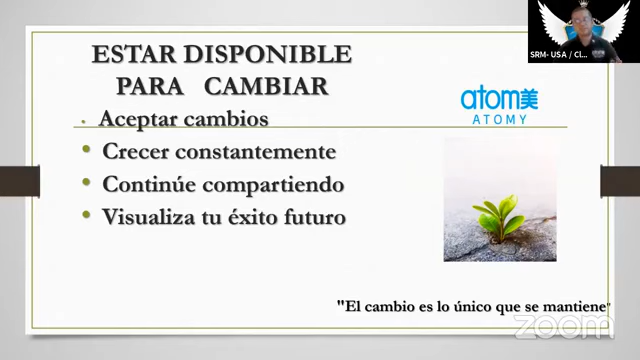 ESTAR DISPONIBLE
PARA CAMBIAR
• Aceptar cambios
• Crecer constantemente
• Continúe compartiendo
• Visualiza tu éxito futuro
atom美
ATOMY
"El cambio es lo único que se mantiene"
SRM- USA / Cl...
zoom